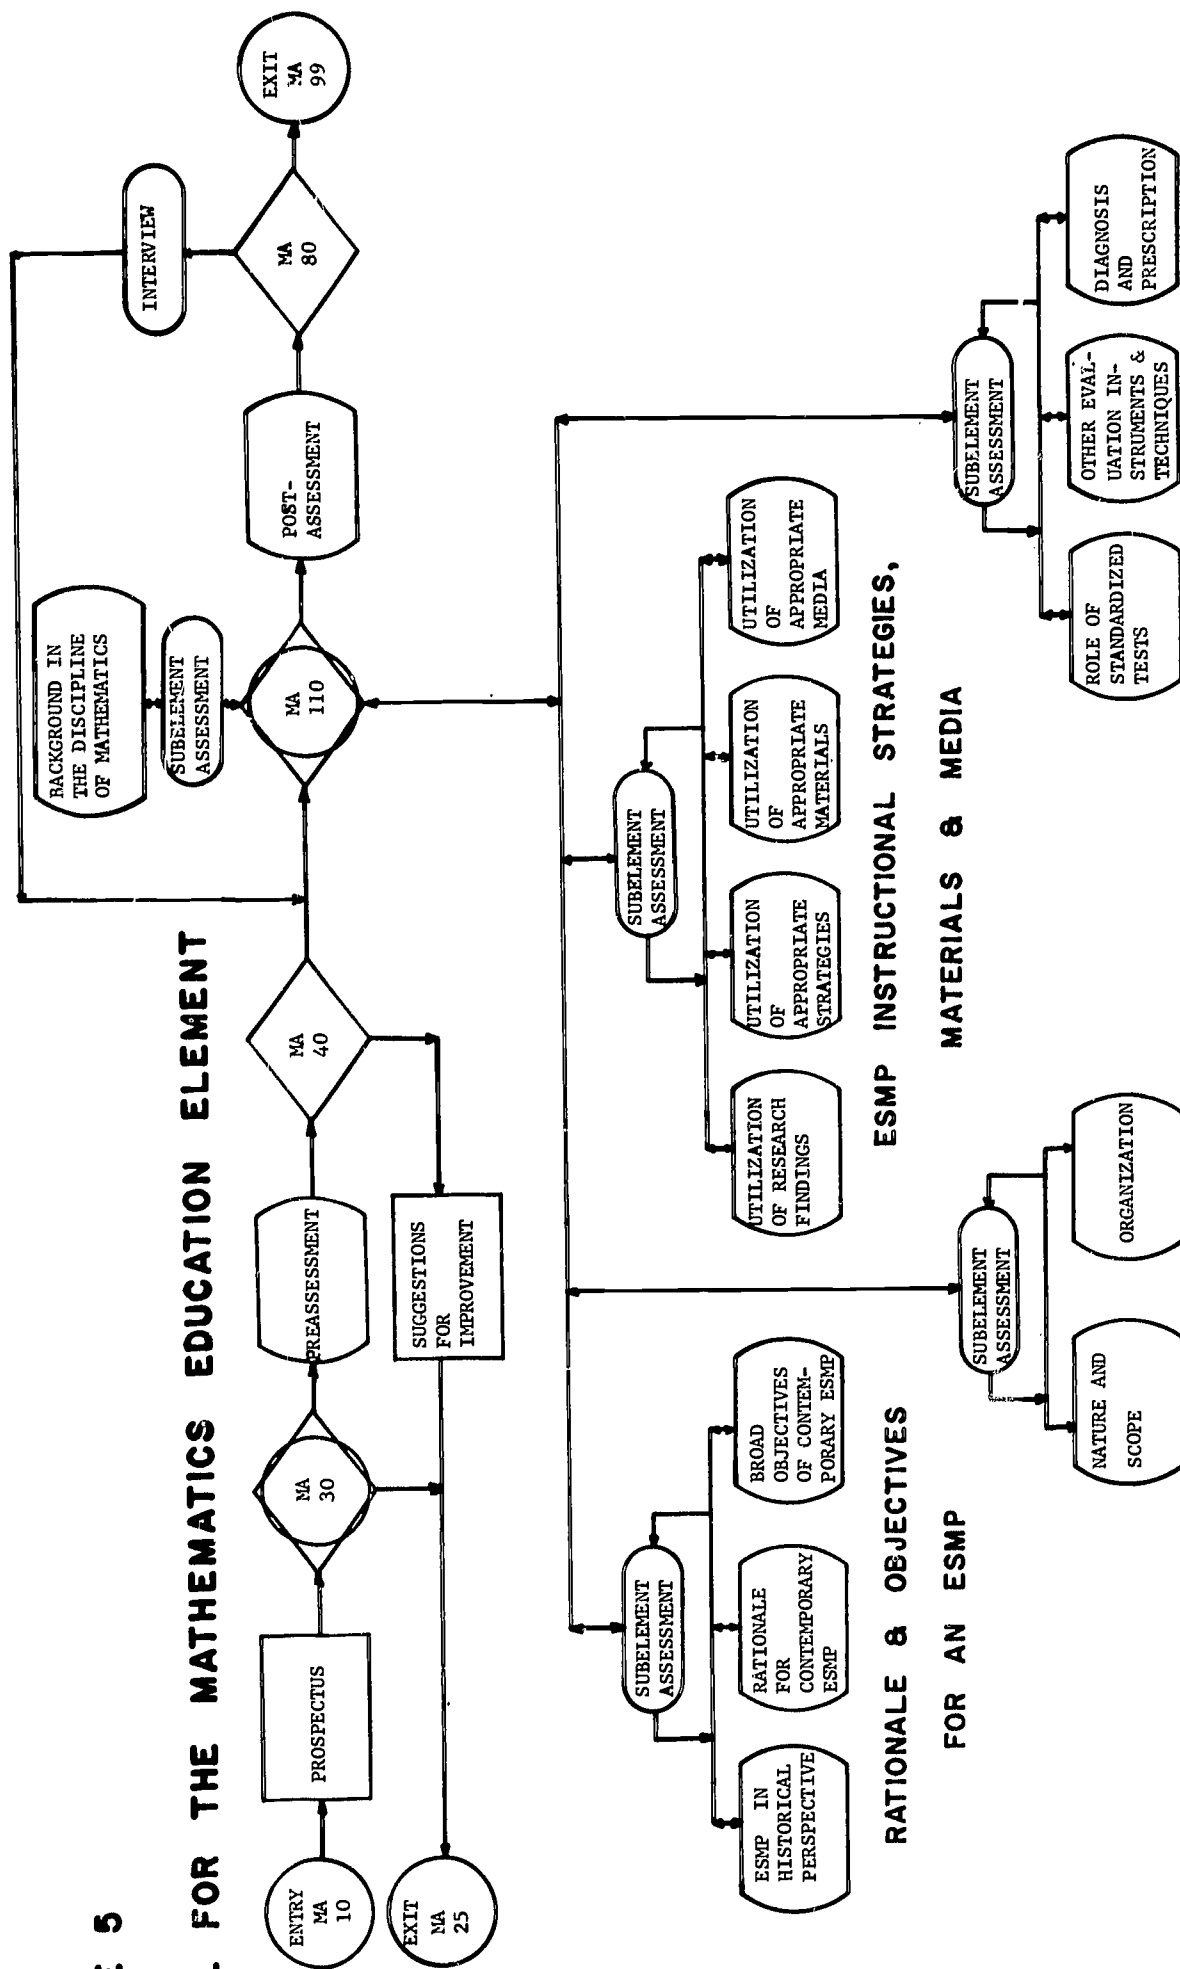 5
FOR THE MATHEMATICS EDUCATION ELEMENT
ENTRY
MA
10
PROSPECTUS
MA
30
PREASSESSMENT
MA
40
BACKGROUND IN
THE DISCIPLINE
OF MATHEMATICS
SUBELEMENT
ASSESSMENT
MA
110
POST-
ASSESSMENT
INTERVIEW
MA
80
EXIT
MA
99
EXIT
MA
25
SUGGESTIONS
FOR
IMPROVEMENT
SUBELEMENT
ASSESSMENT
ESMP IN
HISTORICAL
PERSPECTIVE
RATIONALE
FOR
CONTEMPORARY
ESMP
BROAD
OBJECTIVES
OF CONTEM-
PORARY ESMP
RATIONALE & OBJECTIVES
FOR AN ESMP
SUBELEMENT
ASSESSMENT
NATURE AND
SCOPE
ORGANIZATION
SUBELEMENT
ASSESSMENT
UTILIZATION
OF RESEARCH
FINDINGS
UTILIZATION
OF
APPROPRIATE
STRATEGIES
UTILIZATION
OF
APPROPRIATE
MATERIALS
UTILIZATION
OF
APPROPRIATE
MEDIA
ESMP INSTRUCTIONAL STRATEGIES,
MATERIALS & MEDIA
SUBELEMENT
ASSESSMENT
ROLE OF
STANDARDIZED
TESTS
OTHER EVAL-
UATION IN-
STRUMENTS &
TECHNIQUES
DIAGNOSIS
AND
PRESCRIPTION